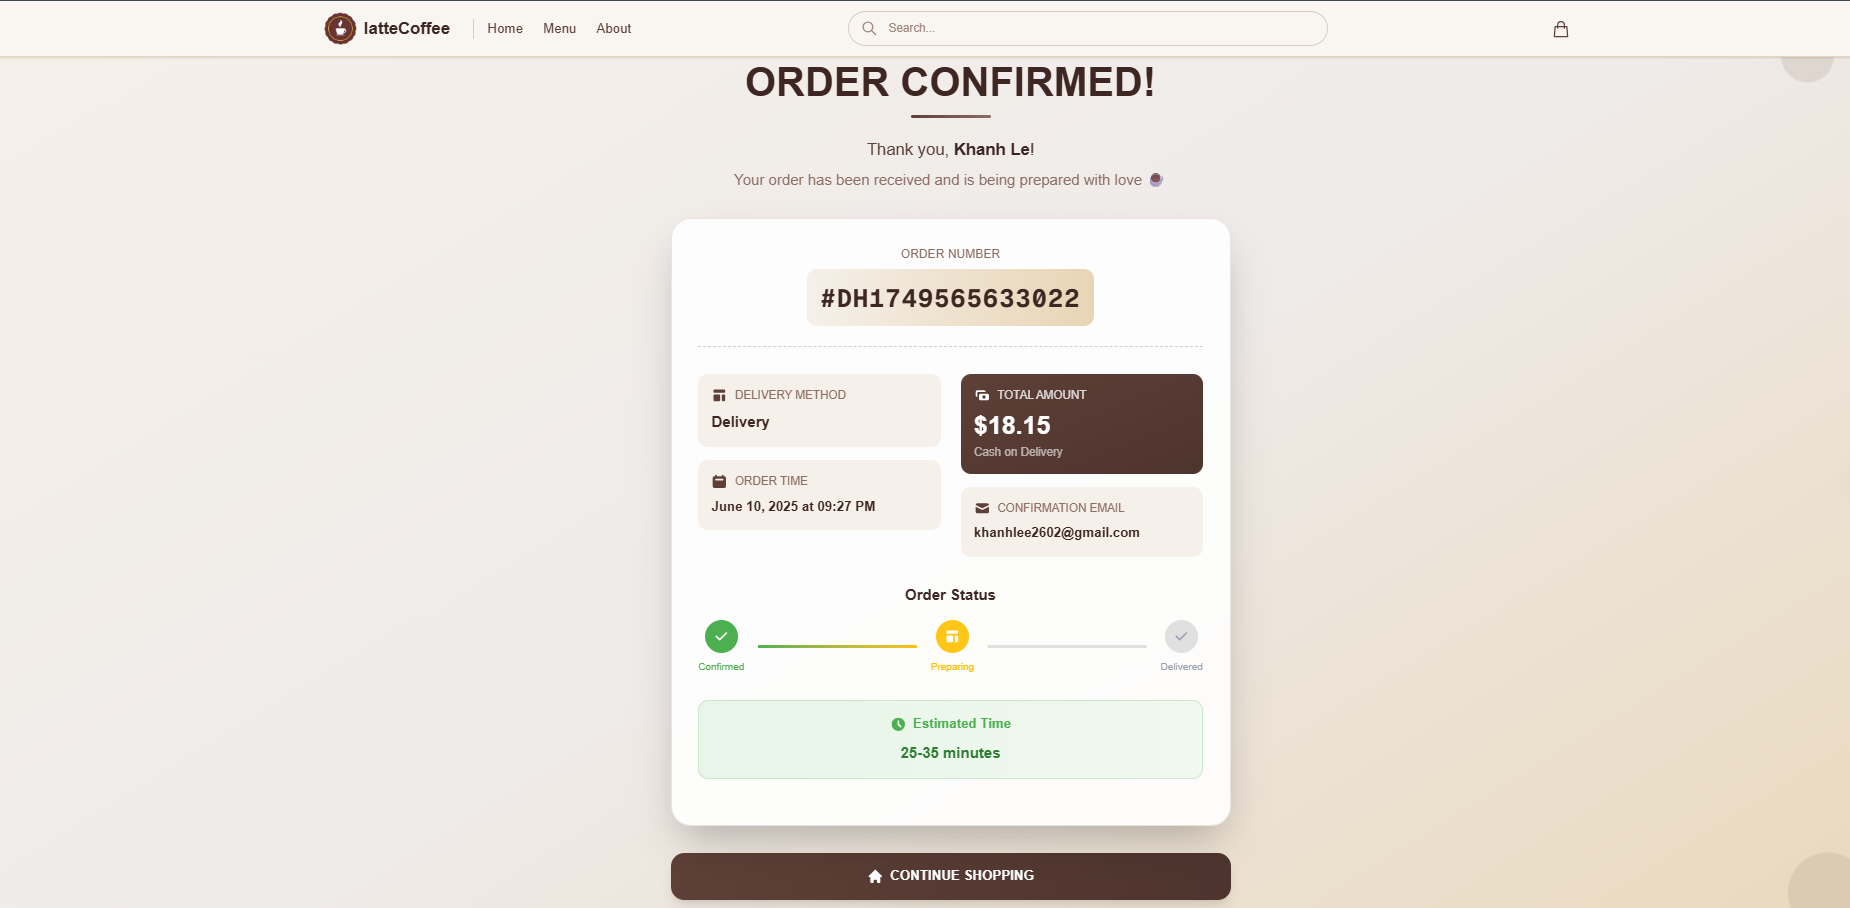 latteCoffee
Home
Menu
About
Search...
ORDER CONFIRMED!
Thank you, Khanh Le!
Your order has been received and is being prepared with love
ORDER NUMBER
#DH1749565633022
DELIVERY METHOD
Delivery
TOTAL AMOUNT
$18.15
Cash on Delivery
ORDER TIME
June 10, 2025 at 09:27 PM
CONFIRMATION EMAIL
khanhlee2602@gmail.com
Order Status
Confirmed
Preparing
Delivered
Estimated Time
25-35 minutes
CONTINUE SHOPPING